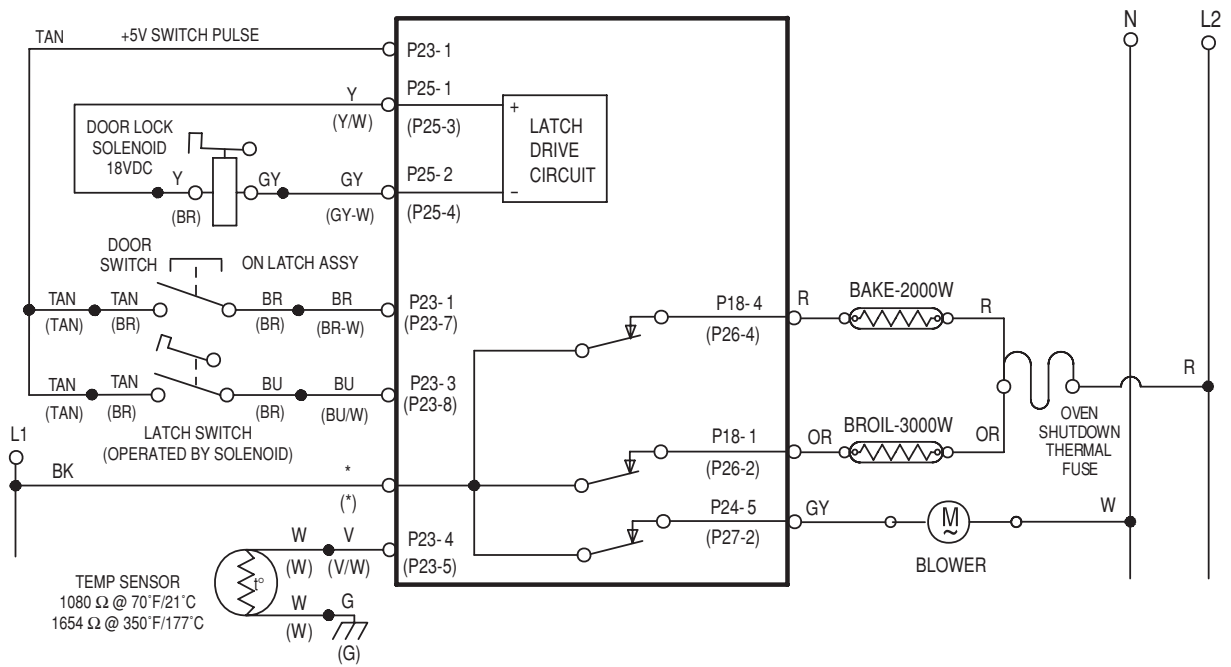 TAN
+5V SWITCH PULSE
P23-1
N
L2
Y
P25-1
(Y/W)
(P25-3)
+
LATCH
DRIVE
CIRCUIT
−
DOOR LOCK
SOLENOID
18VDC
Y
GY
GY
P25-2
(BR)
(GY-W)
(P25-4)
DOOR
SWITCH
ON LATCH ASSY
TAN
TAN
BR
BR
P23-1
(TAN)
(BR)
(BR)
(BR-W)
(P23-7)
P18-4
R
BAKE-2000W
R
(P26-4)
R
TAN
TAN
BU
BU
P23-3
(TAN)
(BR)
(BR)
(BU/W)
(P23-8)
LATCH SWITCH
(OPERATED BY SOLENOID)
P18-1
OR
BROIL-3000W
OR
(P26-2)
OVEN
SHUTDOWN
THERMAL
FUSE
L1
BK
*
(*)
P24-5
GY
M
~
W
(P27-2)
BLOWER
W
V
P23-4
(W)
(V/W)
(P23-5)
t°
TEMP SENSOR
1080 Ω @ 70°F/21°C
1654 Ω @ 350°F/177°C
W
G
(W)
(G)